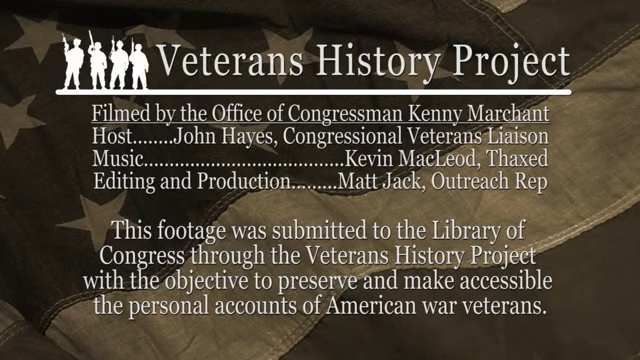 Veterans History Project
Filmed by the Office of Congressman Kenny Marchant
Host........John Hayes, Congressional Veterans Liaison
Music.......................................Kevin MacLeod, Thaxed
Editing and Production.........Matt Jack, Outreach Rep
This footage was submitted to the Library of
Congress through the Veterans History Project
with the objective to preserve and make accessible
the personal accounts of American war veterans.